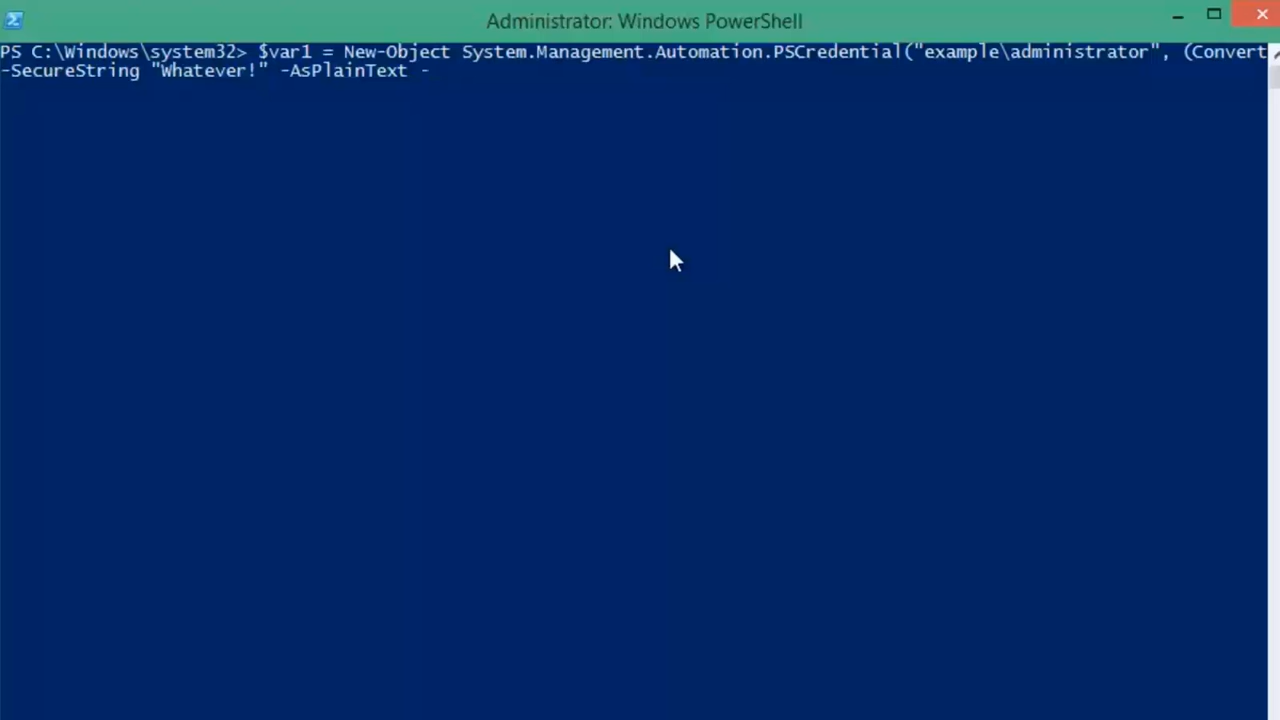 Administrator: Windows PowerShell
PS C:\Windows\system32> $var1 = New-Object System.Management.Automation.PSCredential("example\administrator", (Convert
-SecureString "Whatever!" -AsPlainText -